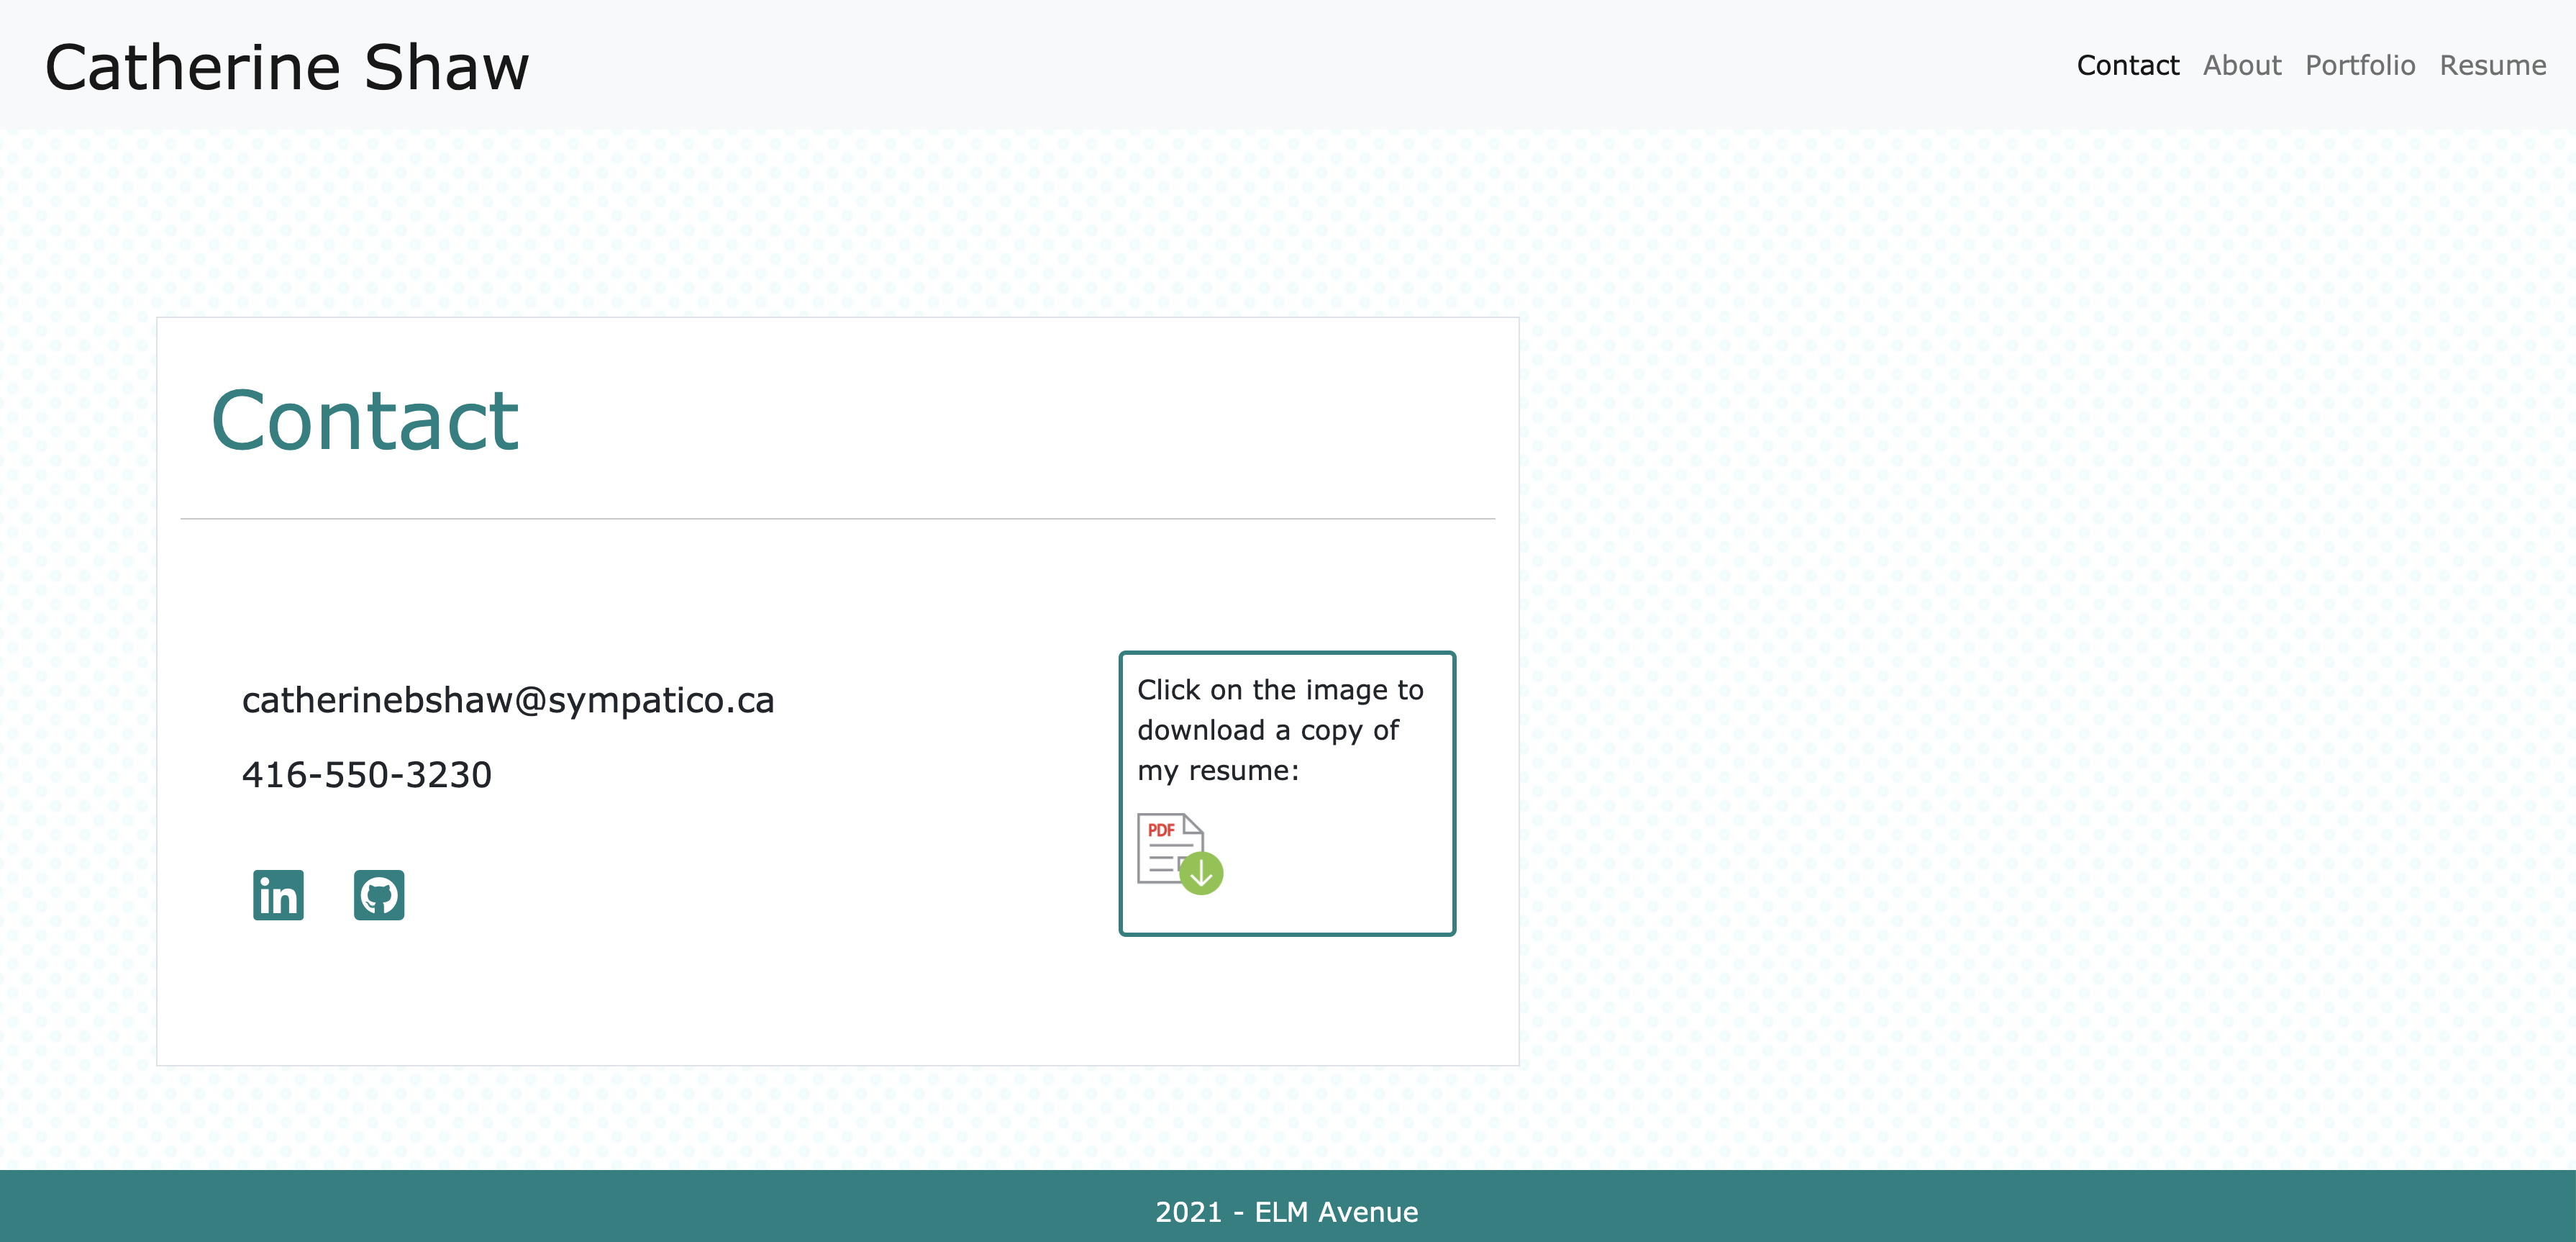 Catherine Shaw
Contact About Portfolio Resume
Contact
catherinebshaw@sympatico.ca
416-550-3230
in
Click on the image to
download a copy of
my resume:
PDF
2021 - ELM Avenue